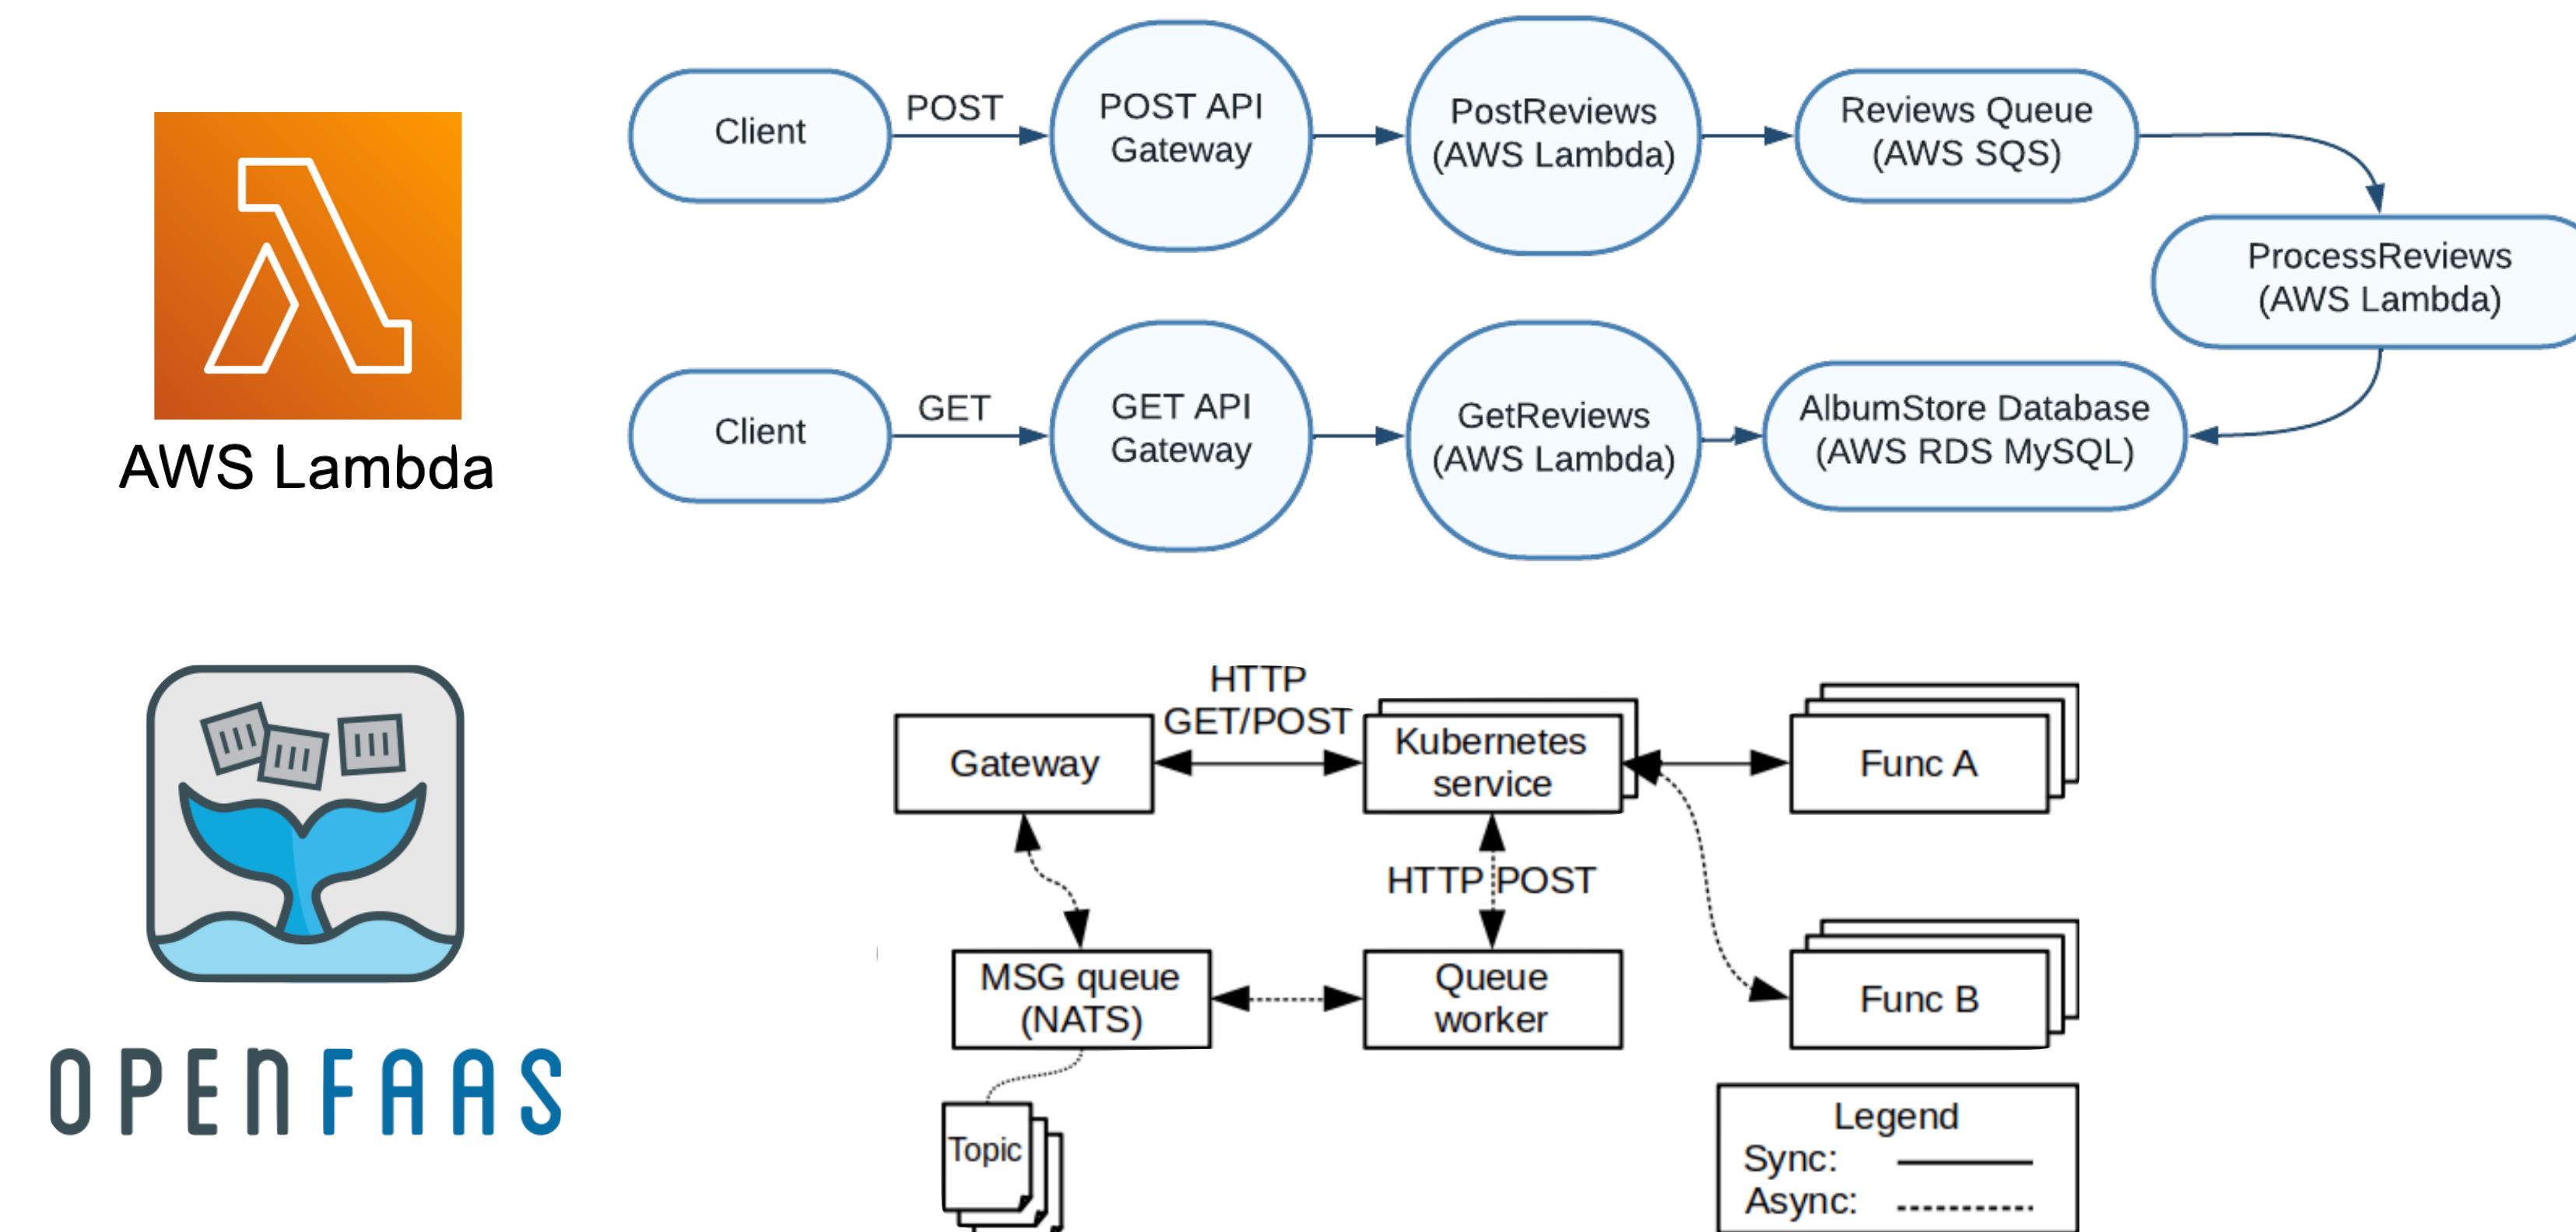 AWS Lambda
Client
POST
POST API
Gateway
PostReviews
(AWS Lambda)
Reviews Queue
(AWS SQS)
ProcessReviews
(AWS Lambda)
Client
GET
GET API
Gateway
GetReviews
(AWS Lambda)
AlbumStore Database
(AWS RDS MySQL)
OPENFAAS
HTTP
GET/POST
Gateway
Kubernetes
service
Func A
HTTP POST
MSG queue
(NATS)
Queue
worker
Func B
Topic
Legend
Sync:
Async: